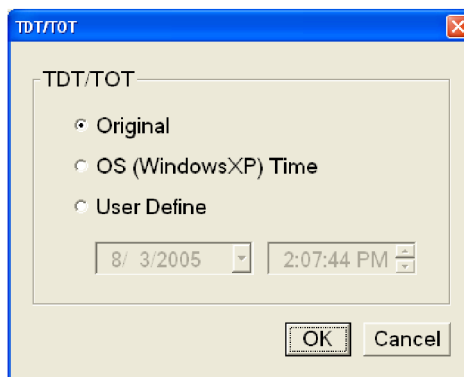 TDT/TOT
TDT/TOT
Original
OS (WindowsXP) Time
User Define
8/ 3/2005 2:07:44 PM
OK Cancel